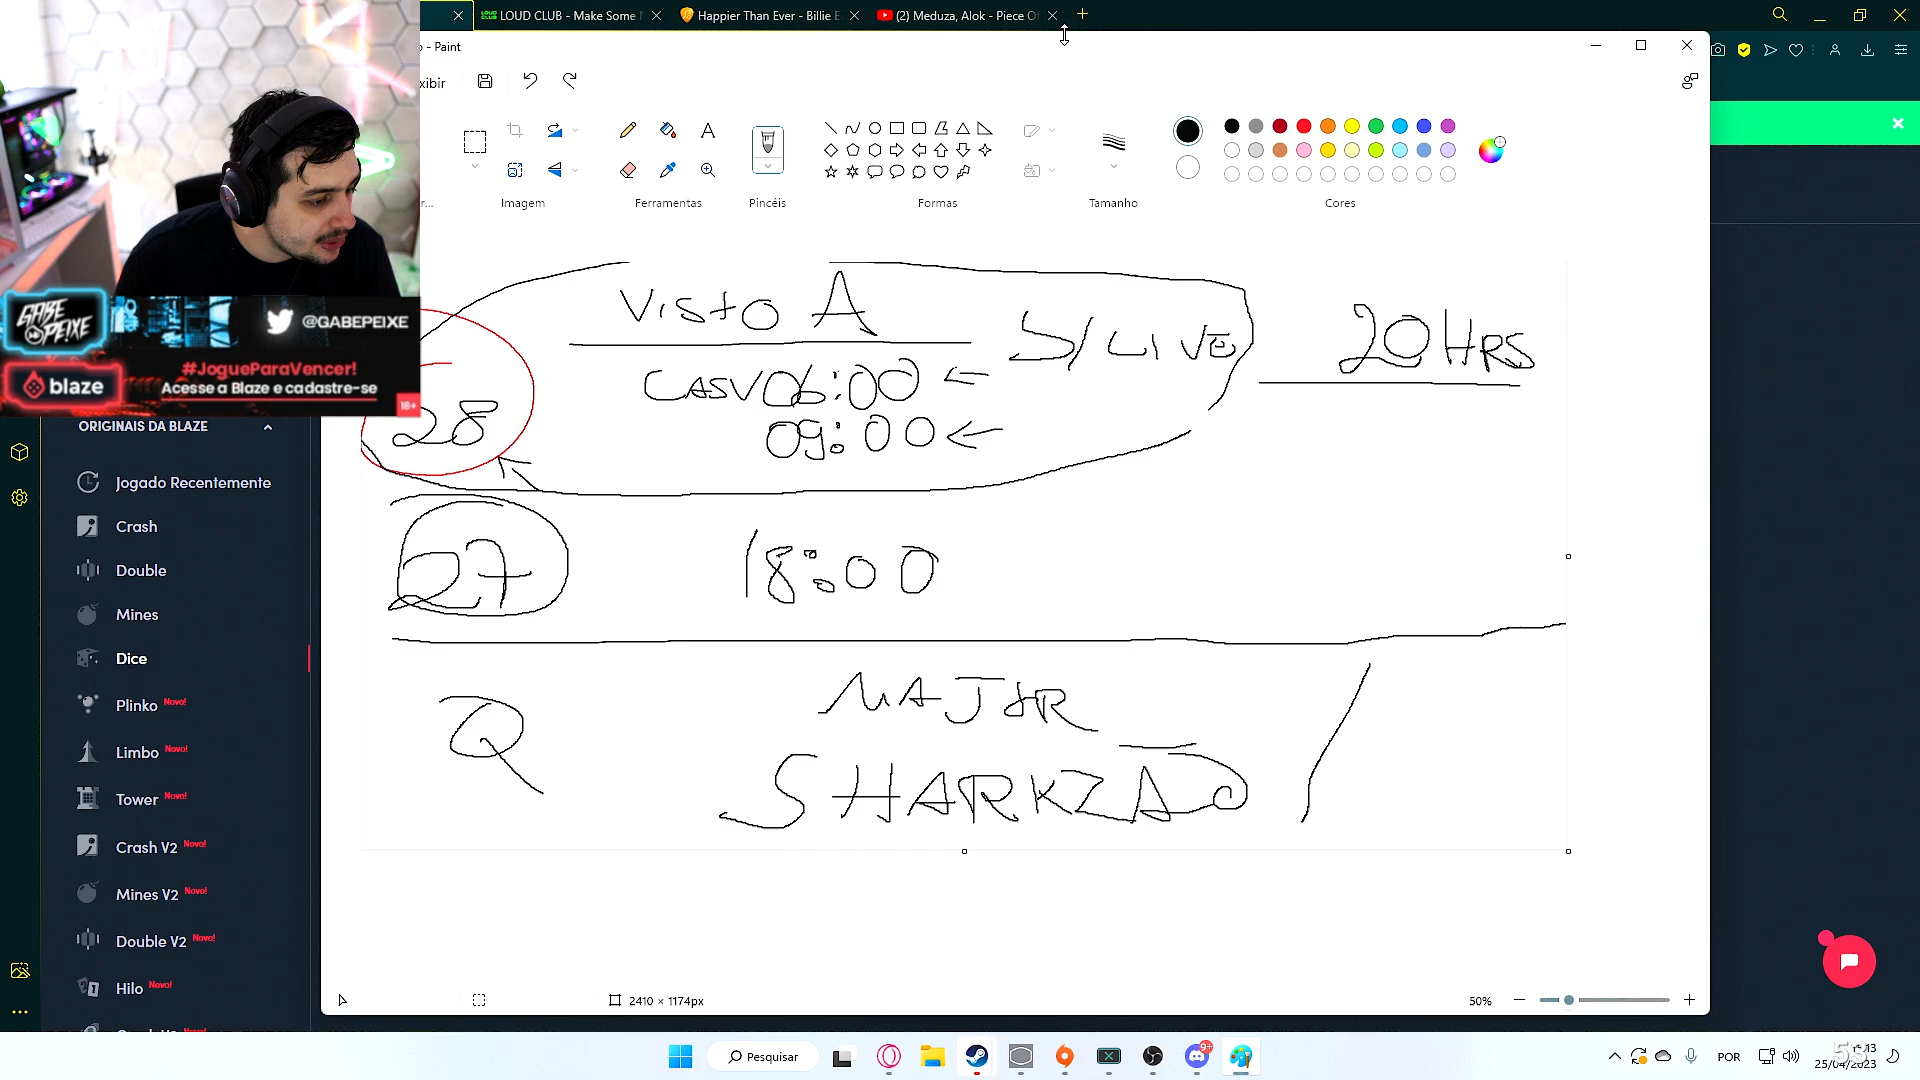 LOUD CLUB - Make Some
Happier Than Ever - Billie E
(2) Meduza, Alok - Piece O
- Paint
xibir
Imagem
Ferramentas
Pincéis
Formas
Tamanho
Cores
GABE PEIXE
@GABEPEIXE
blaze
#JogueParaVencer!
Acesse a Blaze e cadastre-se
18+
ORIGINAIS DA BLAZE
Jogado Recentemente
Crash
Double
Mines
Dice
Plinko Novo!
Limbo Novo!
Tower Novo!
Crash V2 Novo!
Mines V2 Novo!
Double V2 Novo!
Hilo Novo!
VISTO A
S/LIVE
20 HRS
28
06:00
09:00
27
18:00
Q
MAJOR
SHARKZAO
2410 × 1174px
50%
Pesquisar
9+
POR
25/04/2023